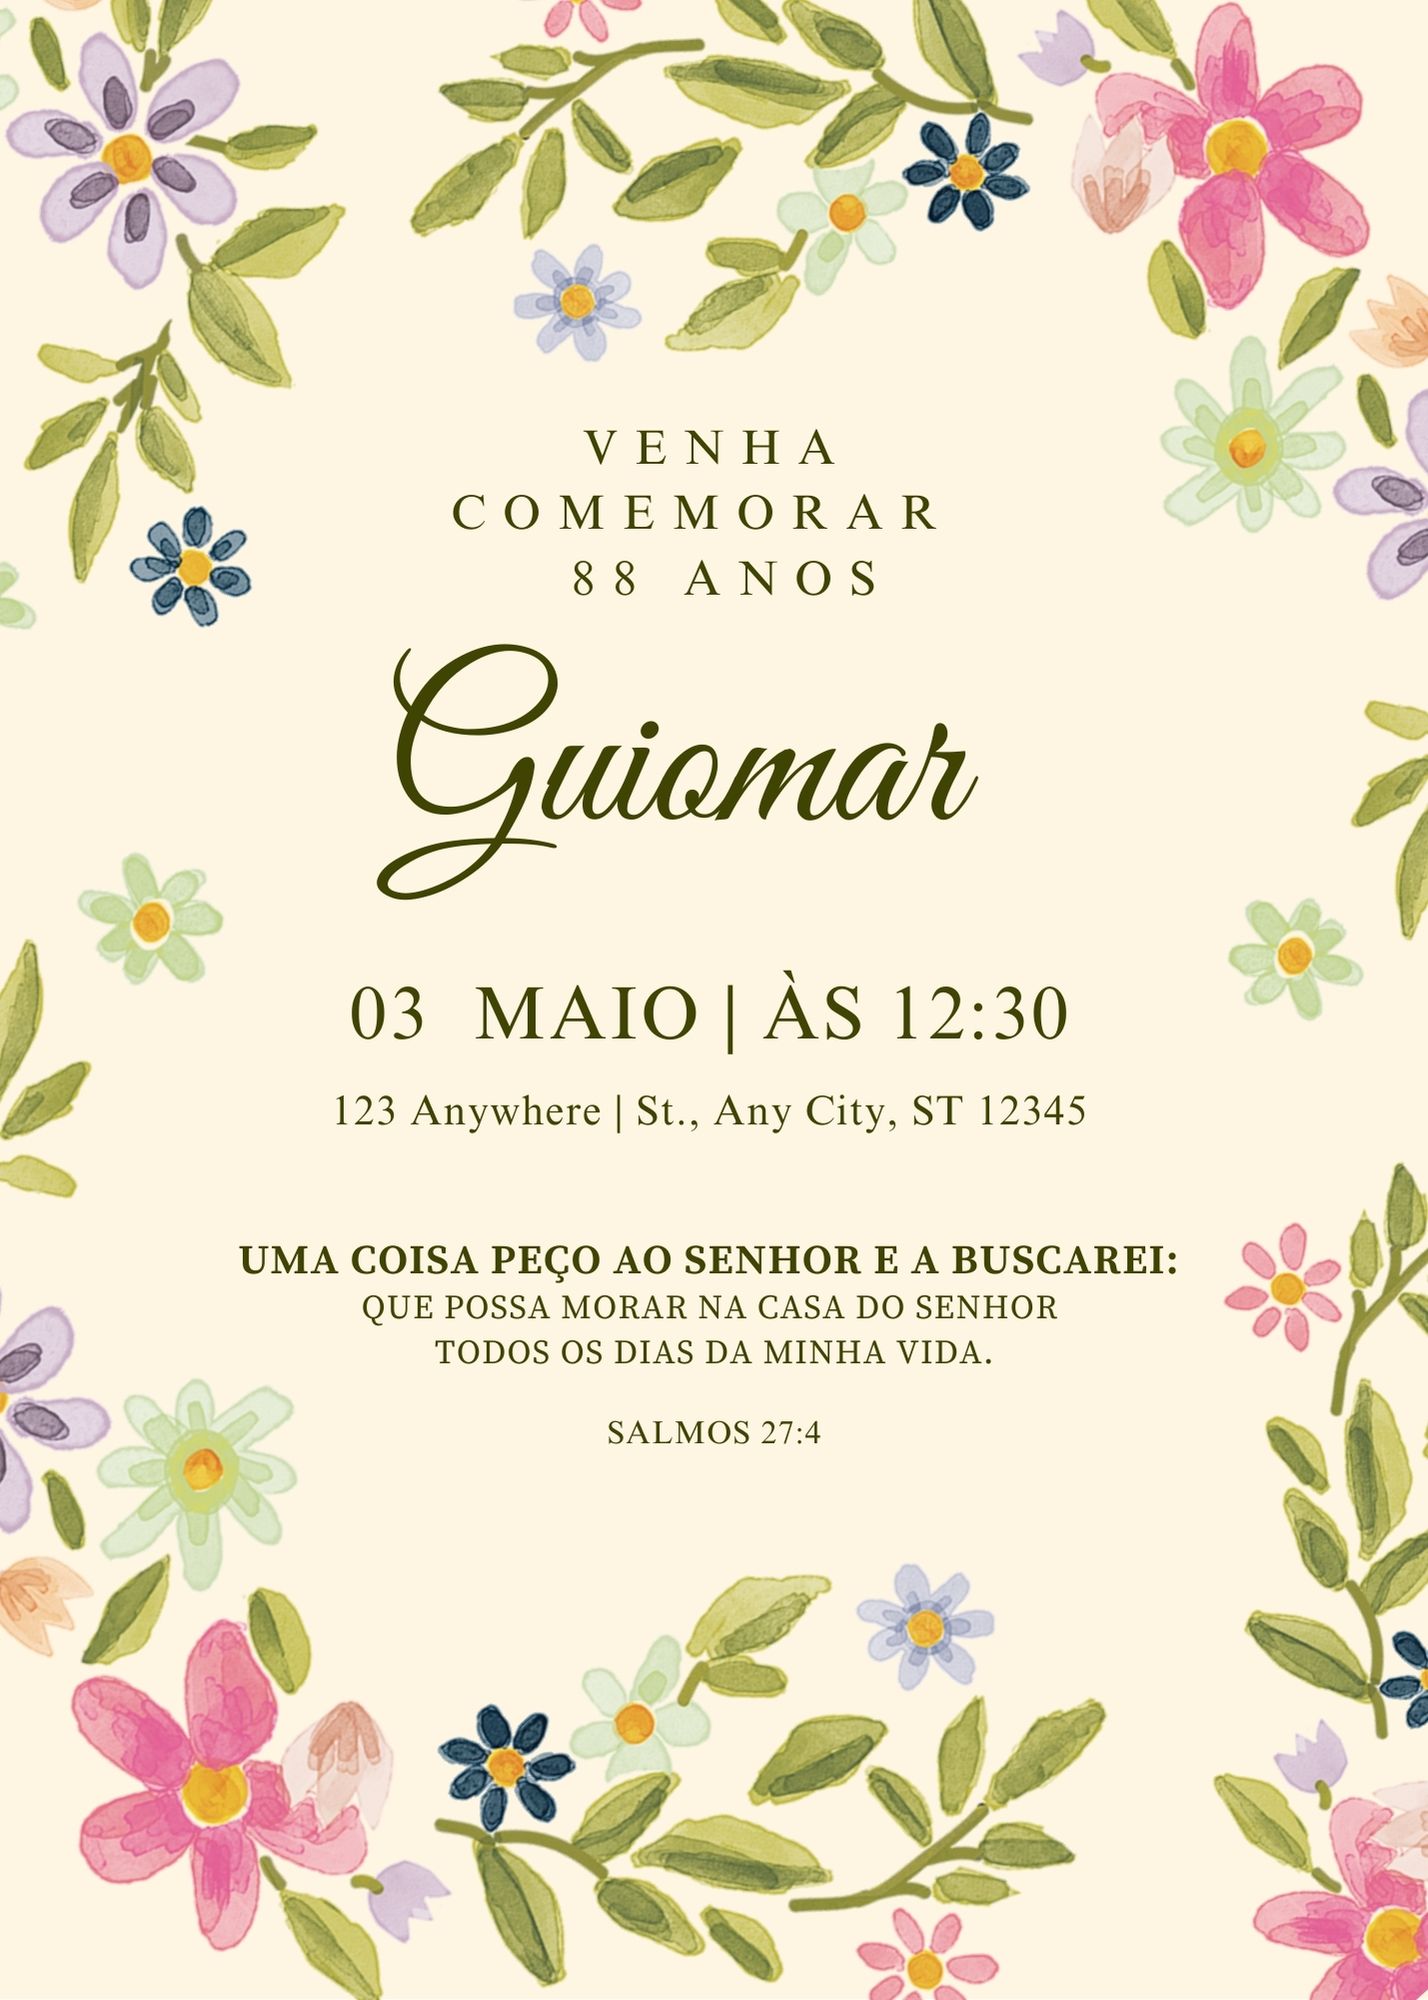 VENHA
COMEMORAR
88 ANOS
Guiomar
03 MAIO | ÀS 12:30
123 Anywhere | St., Any City, ST 12345
UMA COISA PEÇO AO SENHOR E A BUSCAREI:
QUE POSSA MORAR NA CASA DO SENHOR
TODOS OS DIAS DA MINHA VIDA.
SALMOS 27:4